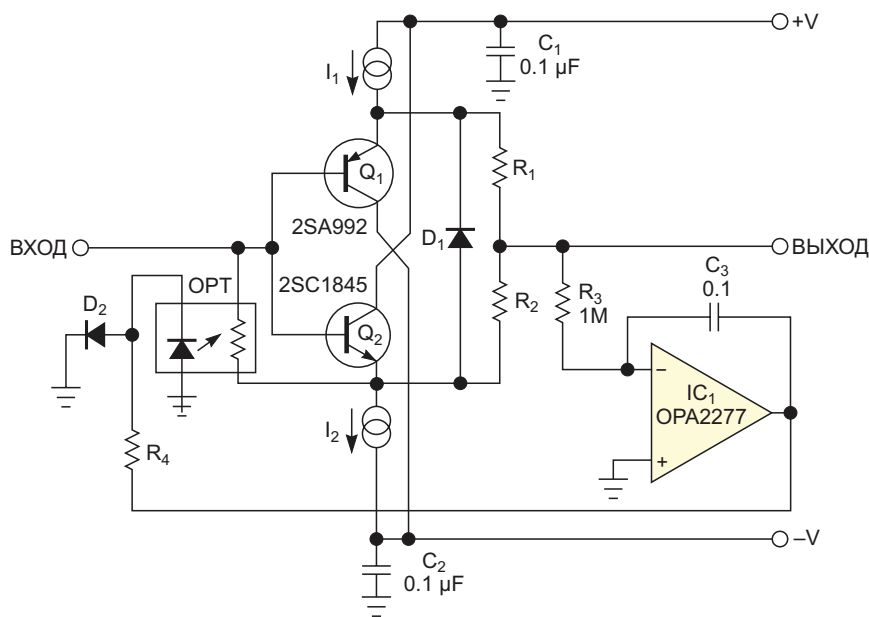 +V
C1
0.1 µF
I1
Q1
R1
2SA992
ВХОД
D1
ВЫХОД
OPT
2SC1845
C3
0.1
D2
R2
R3
1M
Q2
–
IC1
OPA2277
I2
R4
+
–V
C2
0.1 µF